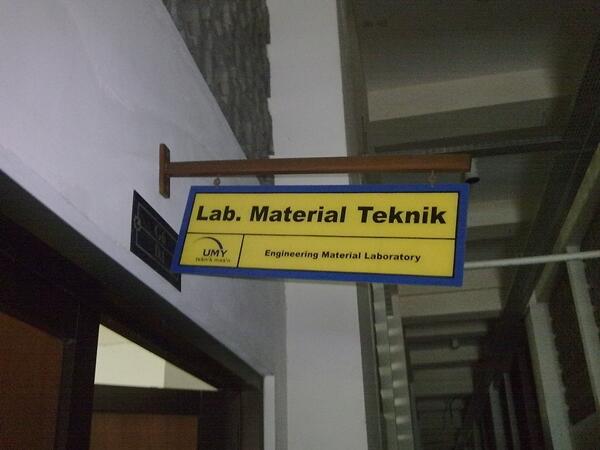 Lab. Material Teknik
UMY
teknik mesin
Engineering Material Laboratory